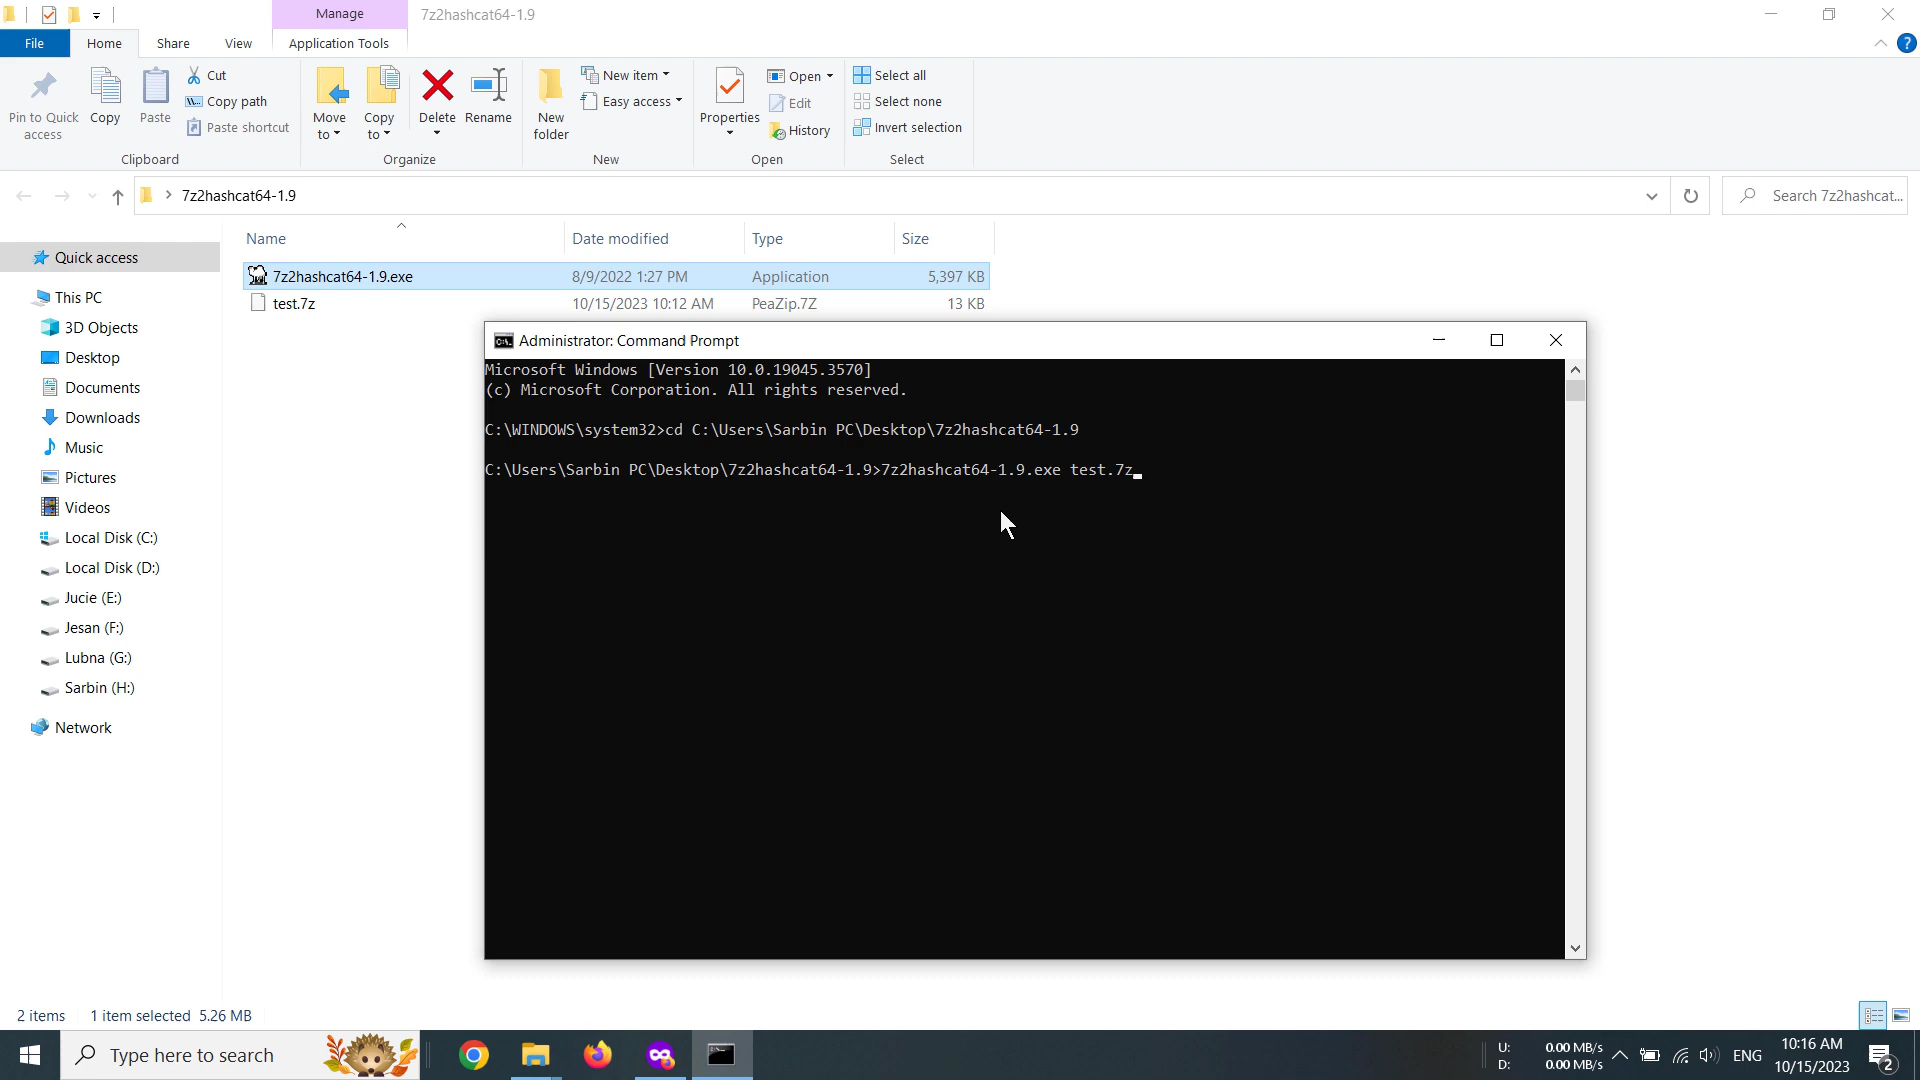 Manage
7z2hashcat64-1.9
File
Home
Share
View
Application Tools
?
Pin to Quick
access
Copy
Paste
Cut
Copy path
Paste shortcut
Move
to
Copy
to
Delete
Rename
New
folder
New item
Easy access
Properties
Open
Edit
History
Select all
Select none
Invert selection
Clipboard
Organize
New
Open
Select
7z2hashcat64-1.9
Search 7z2hashcat...
Name
Date modified
Type
Size
7z2hashcat64-1.9.exe
8/9/2022 1:27 PM
Application
5,397 KB
test.7z
10/15/2023 10:12 AM
PeaZip.7Z
13 KB
Quick access
This PC
3D Objects
Desktop
Documents
Downloads
Music
Pictures
Videos
Local Disk (C:)
Local Disk (D:)
Jucie (E:)
Jesan (F:)
Lubna (G:)
Sarbin (H:)
Network
Administrator: Command Prompt
Microsoft Windows [Version 10.0.19045.3570]
(c) Microsoft Corporation. All rights reserved.
C:\WINDOWS\system32>cd C:\Users\Sarbin PC\Desktop\7z2hashcat64-1.9
C:\Users\Sarbin PC\Desktop\7z2hashcat64-1.9>7z2hashcat64-1.9.exe test.7z
2 items
1 item selected 5.26 MB
Type here to search
U: 0.00 MB/s
D: 0.00 MB/s
ENG
10:16 AM
10/15/2023
2